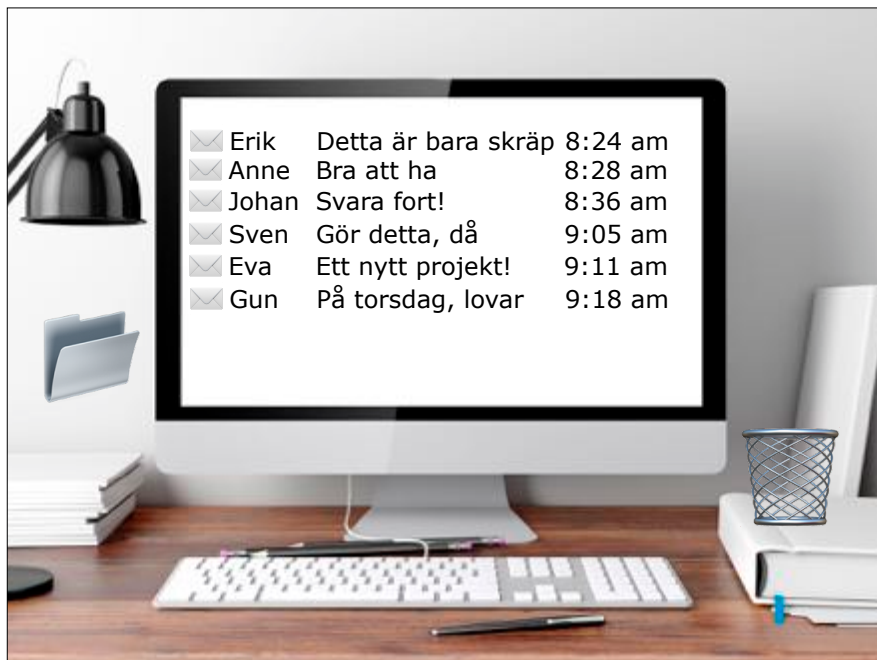 Erik Detta är bara skräp 8:24 am
Anne Bra att ha 8:28 am
Johan Svara fort! 8:36 am
Sven Gör detta, då 9:05 am
Eva Ett nytt projekt! 9:11 am
Gun På torsdag, lovar 9:18 am